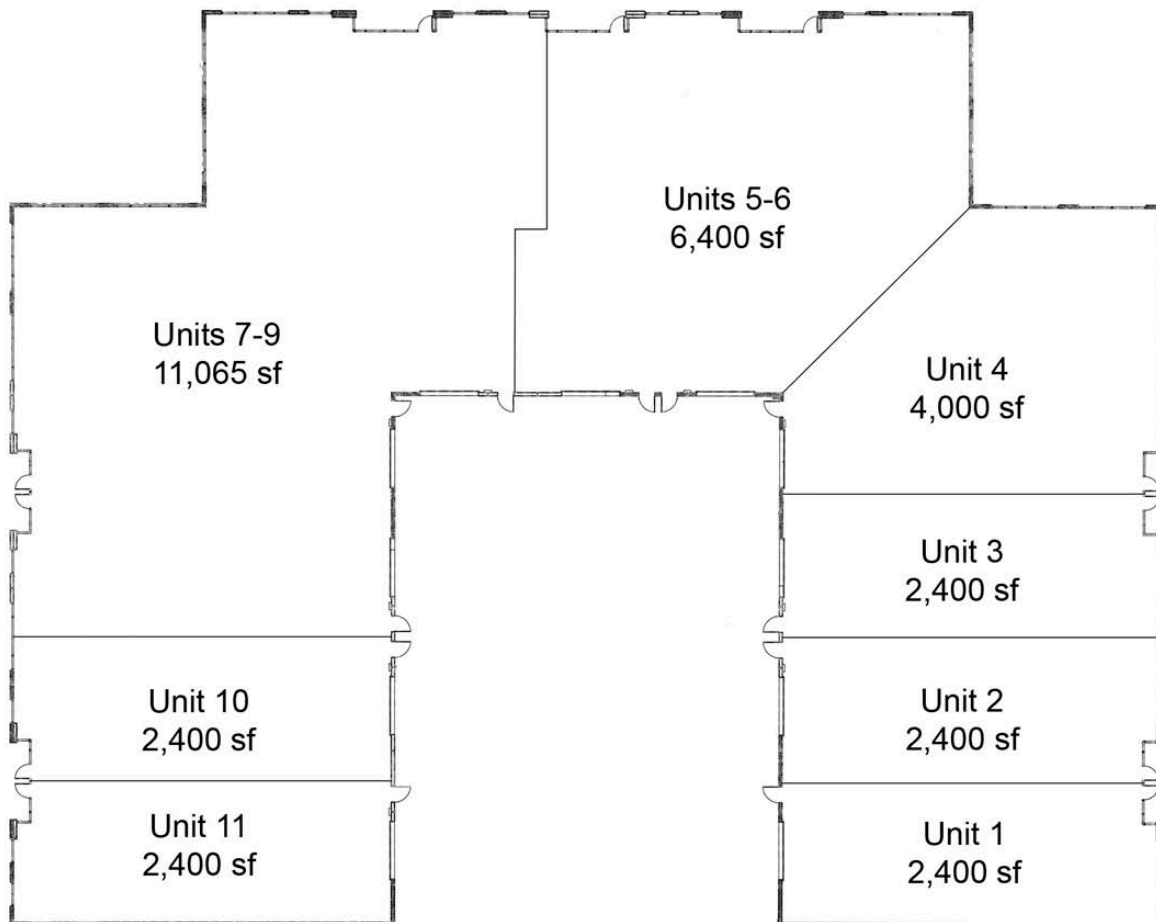 Units 5-6
6,400 sf
Units 7-9
11,065 sf
Unit 4
4,000 sf
Unit 3
2,400 sf
Unit 10
2,400 sf
Unit 2
2,400 sf
Unit 11
2,400 sf
Unit 1
2,400 sf